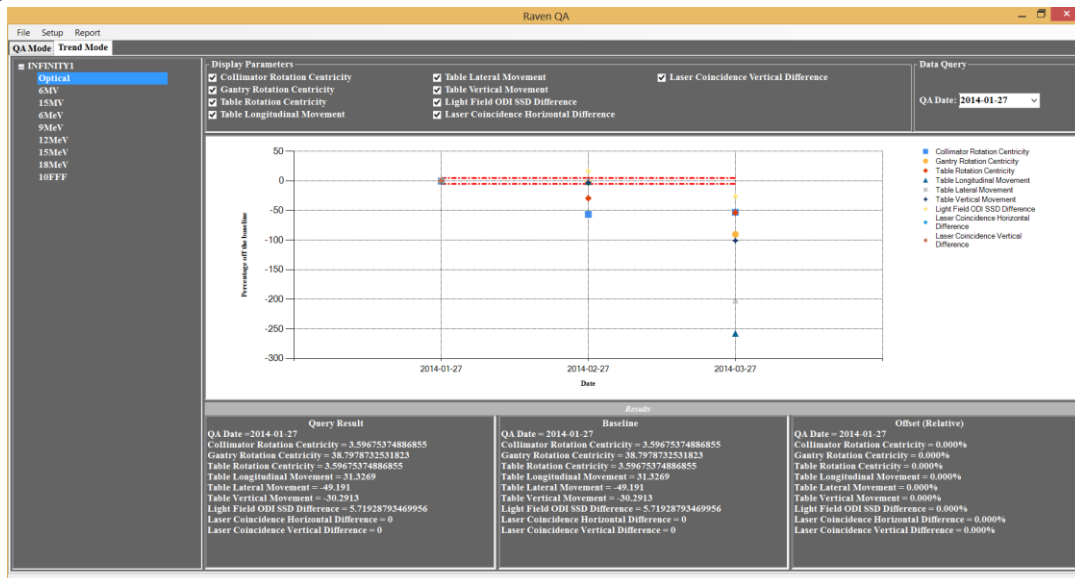 Raven QA
File Setup Report
QA Mode Trend Mode
INFINITY1
Optical
6MV
15MV
6MeV
9MeV
12MeV
15MeV
18MeV
10FFF
Display Parameters
Collimator Rotation Centricity
Gantry Rotation Centricity
Table Rotation Centricity
Table Longitudinal Movement
Table Lateral Movement
Table Vertical Movement
Light Field ODI SSD Difference
Laser Coincidence Horizontal Difference
Laser Coincidence Vertical Difference
Data Query
QA Date: 2014-01-27
Percentage off the baseline
50
0
-50
-100
-150
-200
-250
-300
2014-01-27 2014-02-27 2014-03-27
Date
Collimator Rotation Centricity
Gantry Rotation Centricity
Table Rotation Centricity
Table Longitudinal Movement
Table Lateral Movement
Table Vertical Movement
Light Field ODI SSD Difference
Laser Coincidence Horizontal
Difference
Laser Coincidence Vertical
Difference
Results
Query Result
QA Date =2014-01-27
Collimator Rotation Centricity = 3.59675374886855
Gantry Rotation Centricity = 38.7978732531823
Table Rotation Centricity = 3.59675374886855
Table Longitudinal Movement = 31.3269
Table Lateral Movement = -49.191
Table Vertical Movement = -30.2913
Light Field ODI SSD Difference = 5.71928793469956
Laser Coincidence Horizontal Difference = 0
Laser Coincidence Vertical Difference = 0
Baseline
QA Date = 2014-01-27
Collimator Rotation Centricity = 3.59675374886855
Gantry Rotation Centricity = 38.7978732531823
Table Rotation Centricity = 3.59675374886855
Table Longitudinal Movement = 31.3269
Table Lateral Movement = -49.191
Table Vertical Movement = -30.2913
Light Field ODI SSD Difference = 5.71928793469956
Laser Coincidence Horizontal Difference = 0
Laser Coincidence Vertical Difference = 0
Offset (Relative)
QA Date = 2014-01-27
Collimator Rotation Centricity = 0.000%
Gantry Rotation Centricity = 0.000%
Table Rotation Centricity = 0.000%
Table Longitudinal Movement = 0.000%
Table Lateral Movement = 0.000%
Table Vertical Movement = 0.000%
Light Field ODI SSD Difference = 0.000%
Laser Coincidence Horizontal Difference = 0.000%
Laser Coincidence Vertical Difference = 0.000%